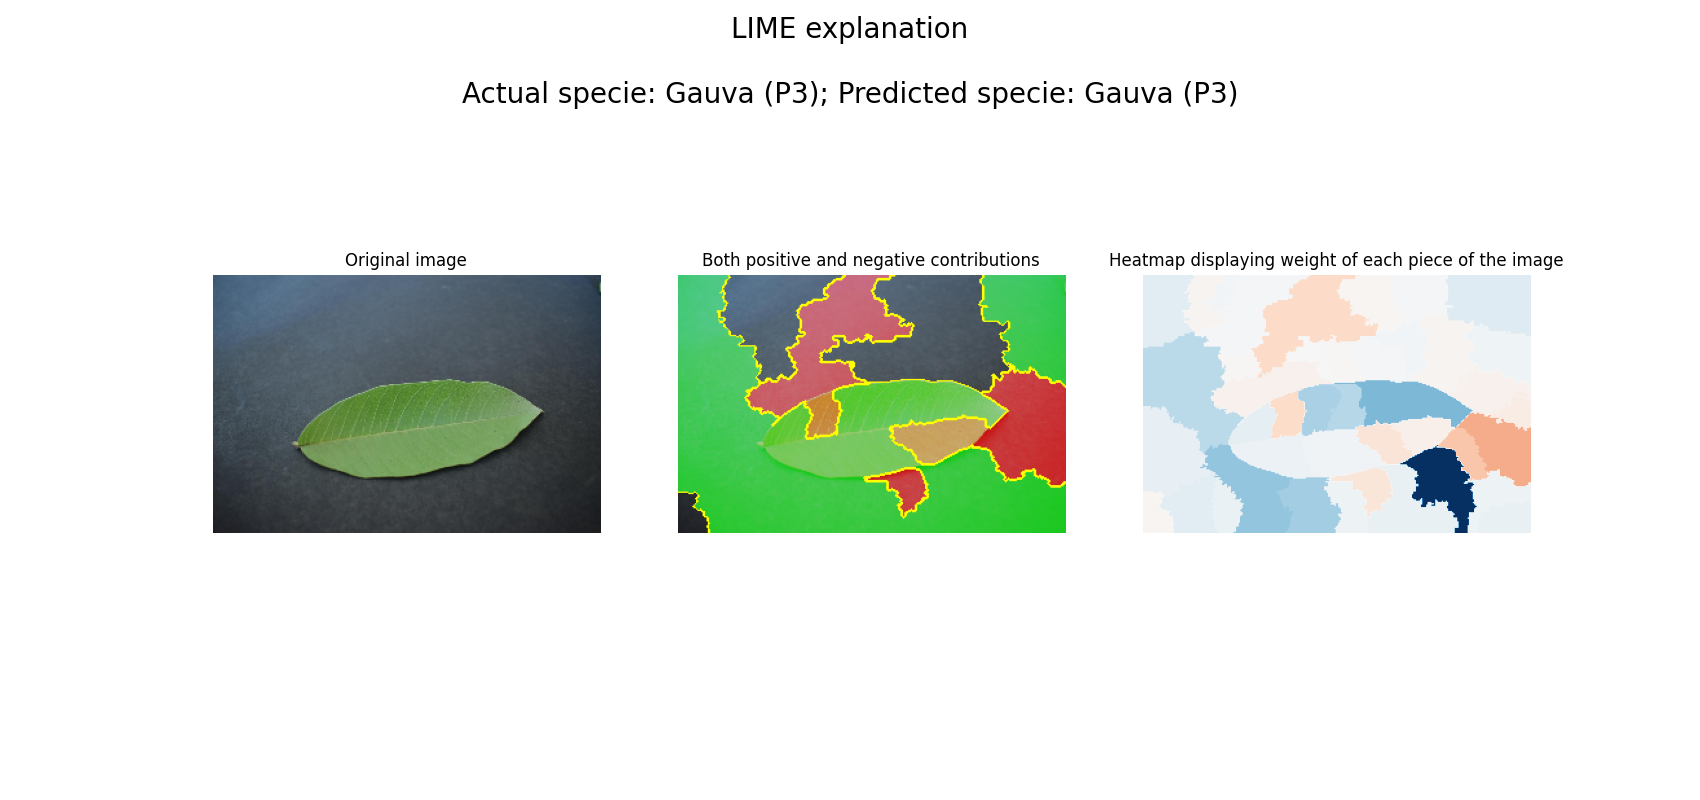 LIME explanation
Actual specie: Gauva (P3); Predicted specie: Gauva (P3)
Original image
Both positive and negative contributions
Heatmap displaying weight of each piece of the image